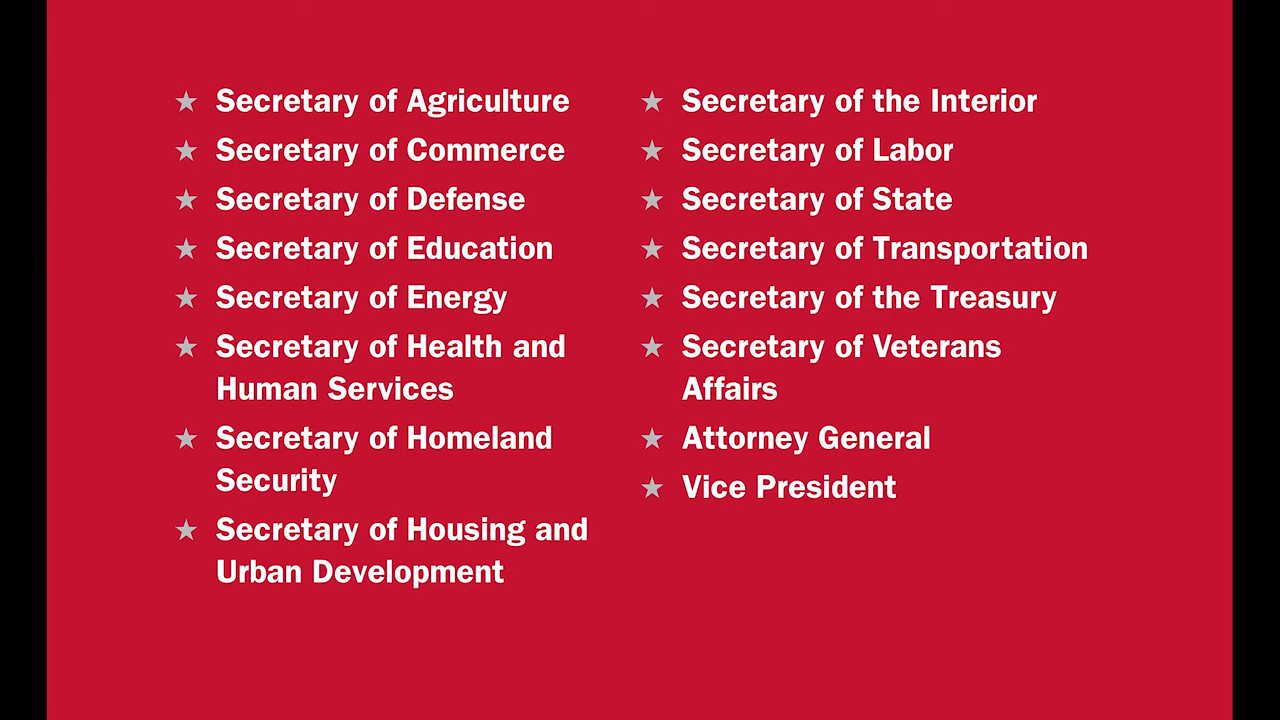 Secretary of Agriculture
Secretary of Commerce
Secretary of Defense
Secretary of Education
Secretary of Energy
Secretary of Health and
Human Services
Secretary of Homeland
Security
Secretary of Housing and
Urban Development
Secretary of the Interior
Secretary of Labor
Secretary of State
Secretary of Transportation
Secretary of the Treasury
Secretary of Veterans
Affairs
Attorney General
Vice President